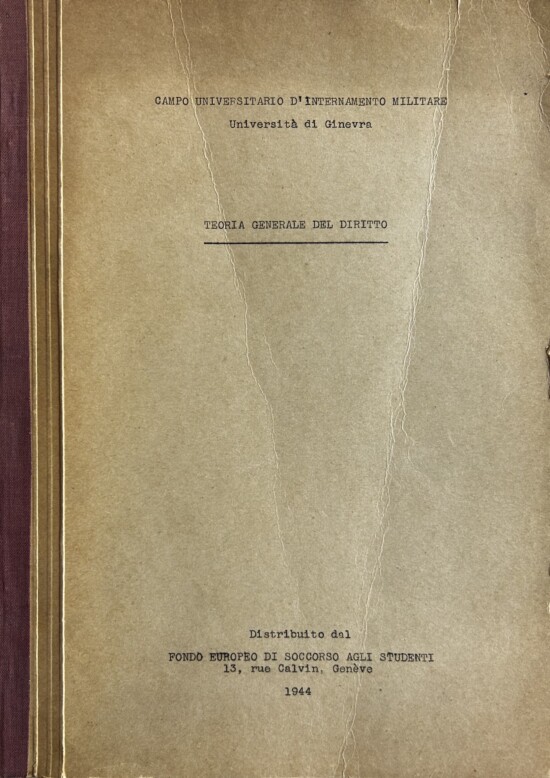 CAMPO UNIVERSITARIO D'INTERNAMENTO MILITARE
Università di Ginevra
TEORIA GENERALE DEL DIRITTO
Distribuito dal
FONDO EUROPEO DI SOCCORSO AGLI STUDENTI
13, rue Calvin, Genève
1944